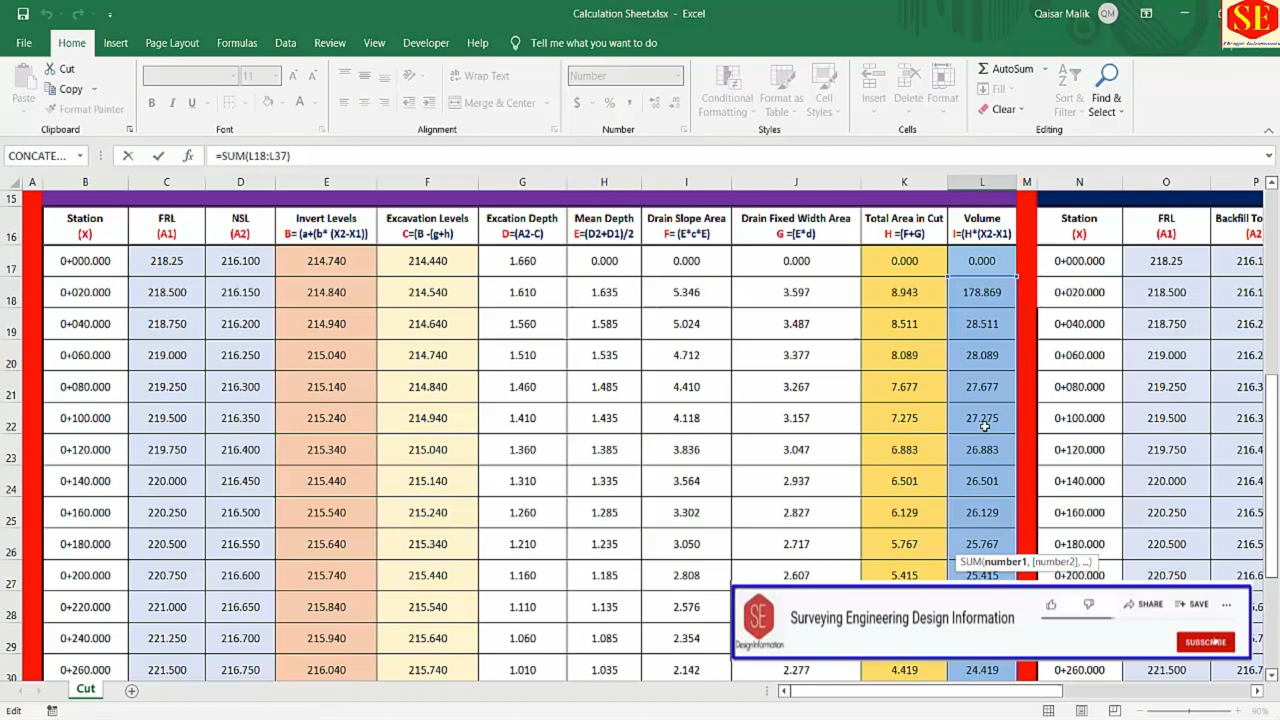 Calculation Sheet.xlsx - Excel
Qaisar Malik QM
SE
File Home Insert Page Layout Formulas Data Review View Developer Help Tell me what you want to do
Paste
Cut
Copy
Format Painter
Clipboard
11
B I U
Font
Wrap Text
Merge & Center
Alignment
Number
$ % ,
Number
Conditional Formatting
Format as Table
Cell Styles
Styles
Insert Delete Format
Cells
AutoSum
Fill
Clear
Sort & Filter
Find & Select
Editing
CONCATE... fx =SUM(L18:L37)
A B C D E F G H I J K L M N O P
15
16 Station FRL NSL Invert Levels Excavation Levels Excation Depth Mean Depth Drain Slope Area Drain Fixed Width Area Total Area in Cut Volume Station FRL Backfill To
(X) (A1) (A2) B= (a+(b* (X2-X1)) C=(B -(g+h) D=(A2-C) E=(D2+D1)/2 F= (E*c*E) G =(E*d) H =(F+G) I=(H*(X2-X1) (X) (A1) (A2
17 0+000.000 218.25 216.100 214.740 214.440 1.660 0.000 0.000 0.000 0.000 0.000 0+000.000 218.25 216.1
18 0+020.000 218.500 216.150 214.840 214.540 1.610 1.635 5.346 3.597 8.943 178.869 0+020.000 218.500 216.1
19 0+040.000 218.750 216.200 214.940 214.640 1.560 1.585 5.024 3.487 8.511 28.511 0+040.000 218.750 216.2
20 0+060.000 219.000 216.250 215.040 214.740 1.510 1.535 4.712 3.377 8.089 28.089 0+060.000 219.000 216.2
21 0+080.000 219.250 216.300 215.140 214.840 1.460 1.485 4.410 3.267 7.677 27.677 0+080.000 219.250 216.3
22 0+100.000 219.500 216.350 215.240 214.940 1.410 1.435 4.118 3.157 7.275 27.275 0+100.000 219.500 216.3
23 0+120.000 219.750 216.400 215.340 215.040 1.360 1.385 3.836 3.047 6.883 26.883 0+120.000 219.750 216.4
24 0+140.000 220.000 216.450 215.440 215.140 1.310 1.335 3.564 2.937 6.501 26.501 0+140.000 220.000 216.4
25 0+160.000 220.250 216.500 215.540 215.240 1.260 1.285 3.302 2.827 6.129 26.129 0+160.000 220.250 216.5
26 0+180.000 220.500 216.550 215.640 215.340 1.210 1.235 3.050 2.717 5.767 25.767 0+180.000 220.500 216.5
SUM(number1, [number2], ...)
27 0+200.000 220.750 216.600 215.740 215.440 1.160 1.185 2.808 2.607 5.415 25.415 0+200.000 220.750 216.6
28 0+220.000 221.000 216.650 215.840 215.540 1.110 1.135 2.576
29 0+240.000 221.250 216.700 215.940 215.640 1.060 1.085 2.354
30 0+260.000 221.500 216.750 216.040 215.740 1.010 1.035 2.142 2.277 4.419 24.419 0+260.000 221.500 216.7
SE
Design Information
Surveying Engineering Design Information
SHARE SAVE ...
SUBSCRIBE
Cut
Edit
90%